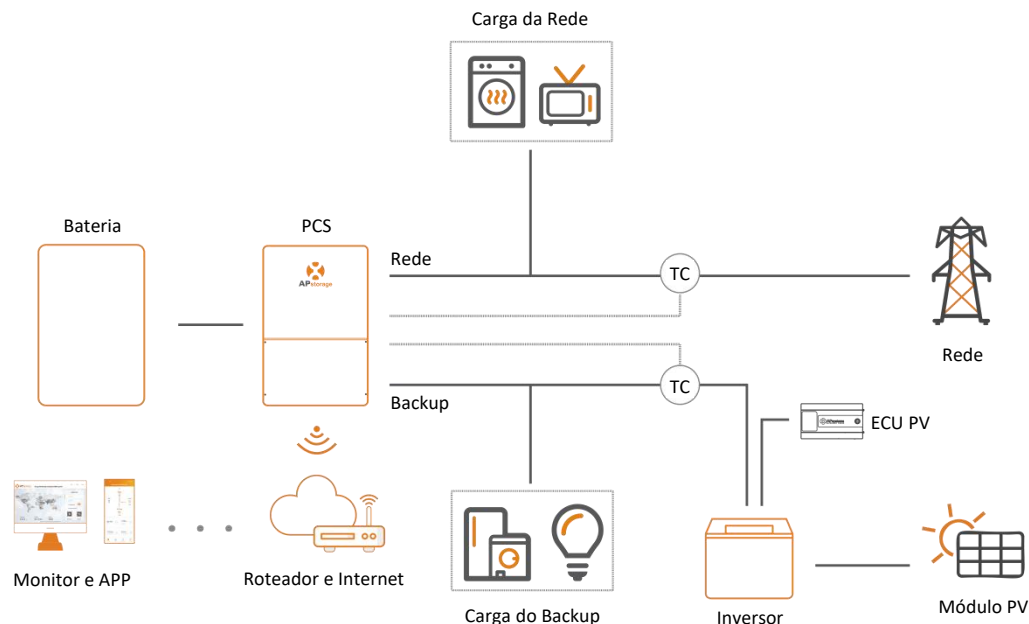 Carga da Rede
Bateria
PCS
APstorage
Rede
TC
Rede
TC
Backup
ECU PV
Monitor e APP
Roteador e Internet
Carga do Backup
Inversor
Módulo PV